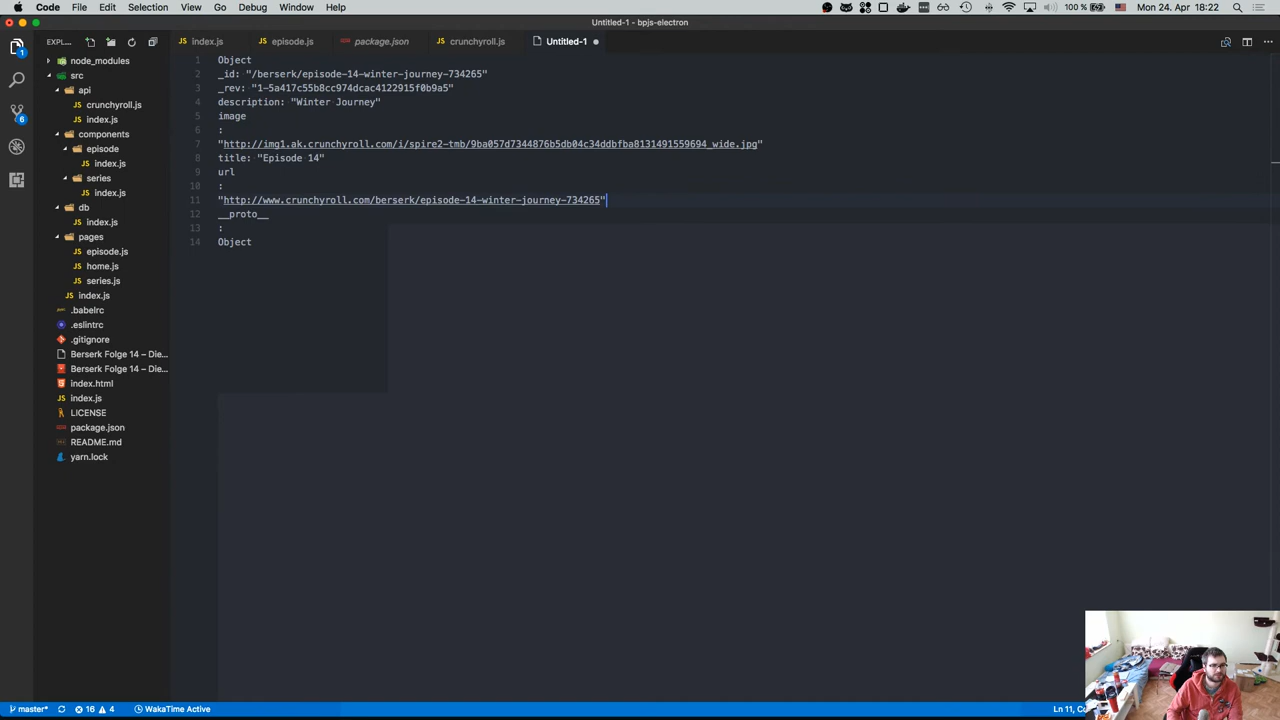 Code File Edit Selection View Go Debug Window Help 100 % Mon 24. Apr 18:22
Untitled-1 - bpjs-electron
EXPL... index.js episode.js package.json crunchyroll.js Untitled-1
node_modules
src
api
crunchyroll.js
index.js
components
episode
index.js
series
index.js
db
index.js
pages
episode.js
home.js
series.js
index.js
.babelrc
.eslintrc
.gitignore
Berserk Folge 14 – Die...
Berserk Folge 14 – Die...
index.html
index.js
LICENSE
package.json
README.md
yarn.lock
1 Object
2 _id: "/berserk/episode-14-winter-journey-734265"
3 _rev: "1-5a417c55b8cc974dcac4122915f0b9a5"
4 description: "Winter Journey"
5 image
6 :
7 "http://img1.ak.crunchyroll.com/i/spire2-tmb/9ba057d7344876b5db04c34ddbfba8131491559694_wide.jpg"
8 title: "Episode 14"
9 url
10 :
11 "http://www.crunchyroll.com/berserk/episode-14-winter-journey-734265"
12 __proto__
13 :
14 Object
1
6
master* 16 4 WakaTime Active Ln 11,